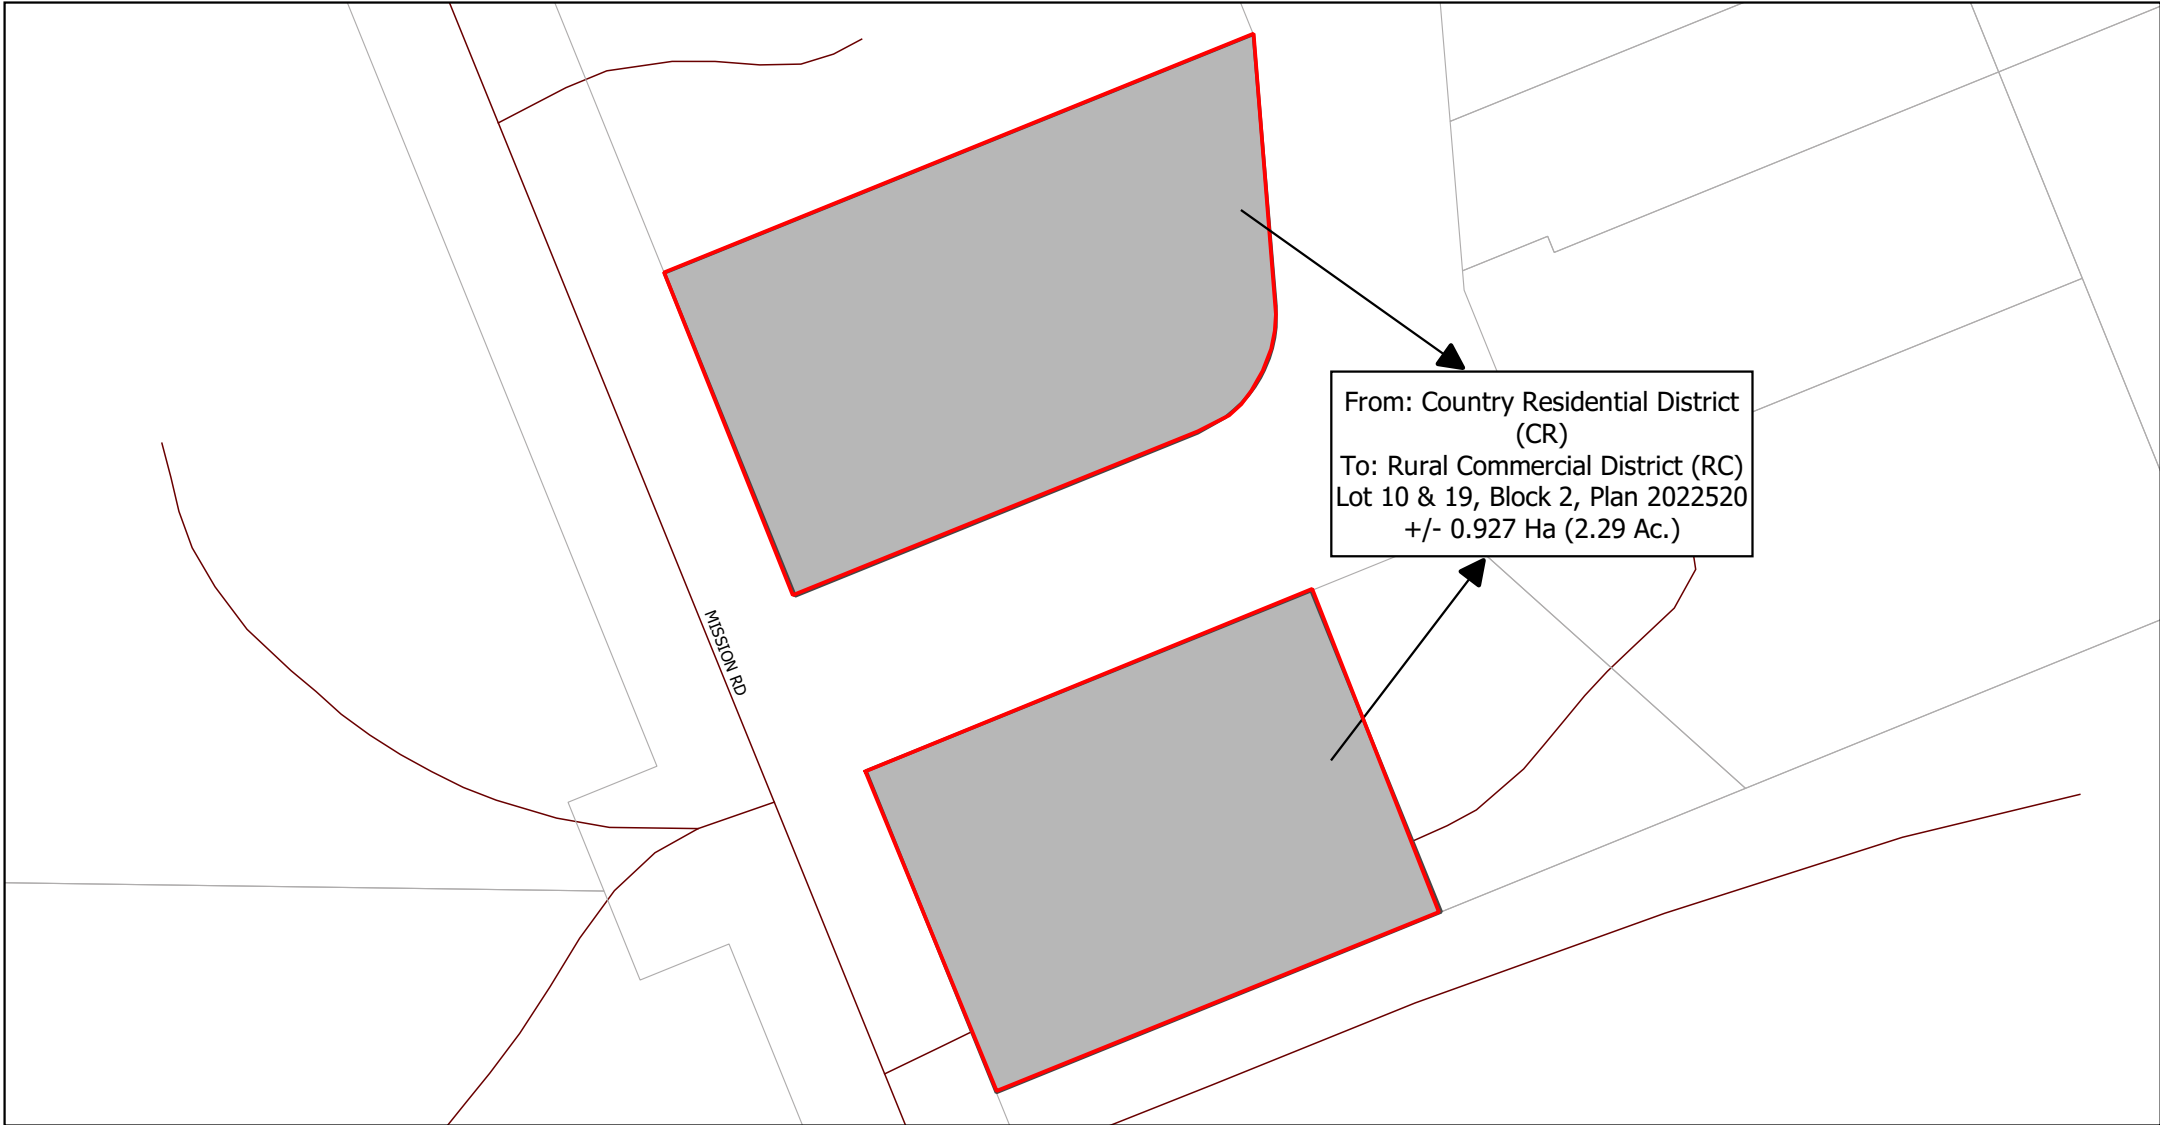 From: Country Residential District
(CR)
To: Rural Commercial District (RC)
Lot 10 & 19, Block 2, Plan 2022520
+/- 0.927 Ha (2.29 Ac.)
MISSION RD